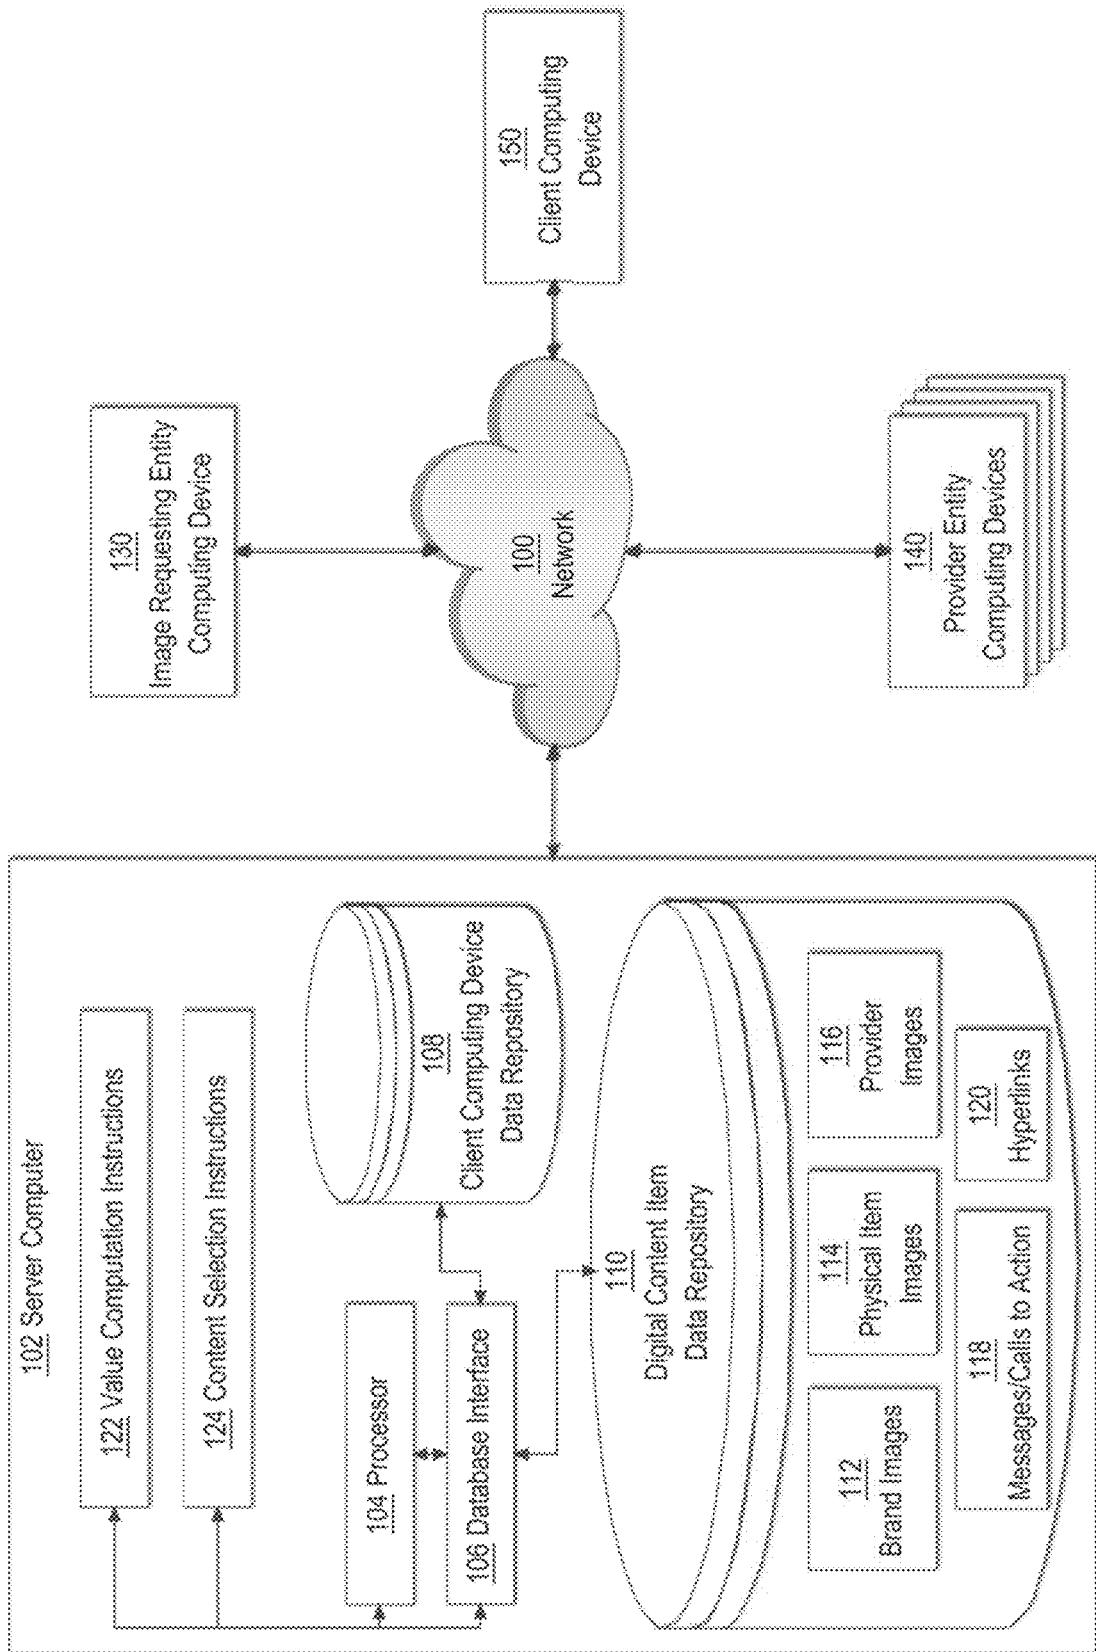 102 Server Computer
122 Value Computation Instructions
124 Content Selection Instructions
104 Processor
106 Database Interface
108
Client Computing Device
Data Repository
110
Digital Content Item
Data Repository
112
Brand Images
114
Physical Item
Images
116
Provider
Images
118
Messages/Calls to Action
120
Hyperlinks
130
Image Requesting Entity
Computing Device
100
Network
140
Provider Entity
Computing Devices
150
Client Computing
Device